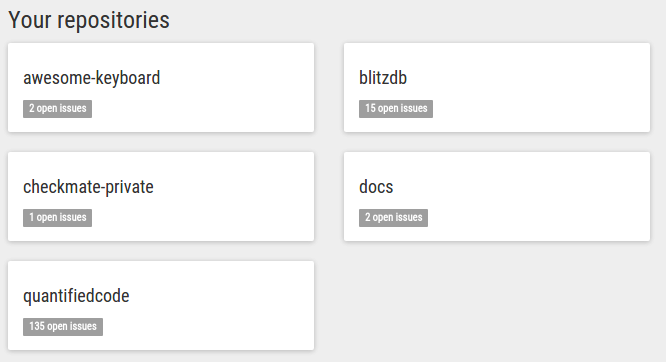 Your repositories
awesome-keyboard
2 open issues
blitzdb
15 open issues
checkmate-private
1 open issues
docs
2 open issues
quantifiedcode
135 open issues